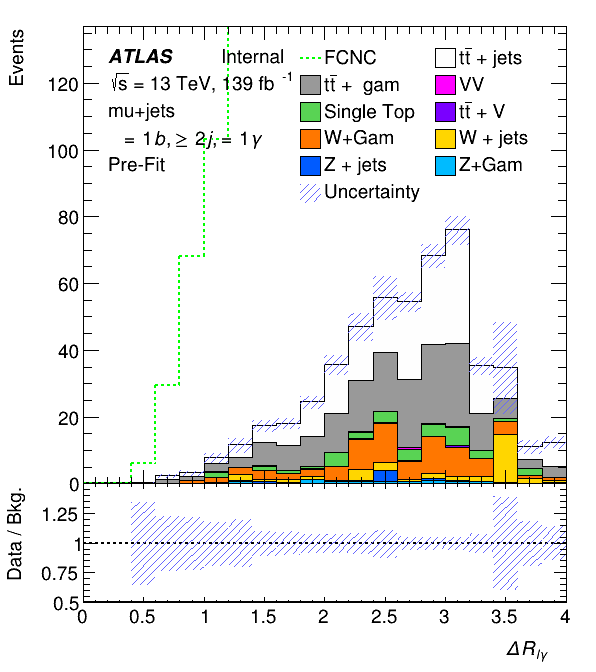 Events
ATLAS Internal
√s = 13 TeV, 139 fb -1
mu+jets
= 1b, ≥ 2j, = 1γ
Pre-Fit
FCNC
tt̄ + jets
tt̄ + gam
VV
Single Top
tt̄ + V
W+Gam
W + jets
Z + jets
Z+Gam
Uncertainty
120
100
80
60
40
20
0
Data / Bkg.
1.25
1
0.75
0.5
0 0.5 1 1.5 2 2.5 3 3.5 4
ΔR lγ